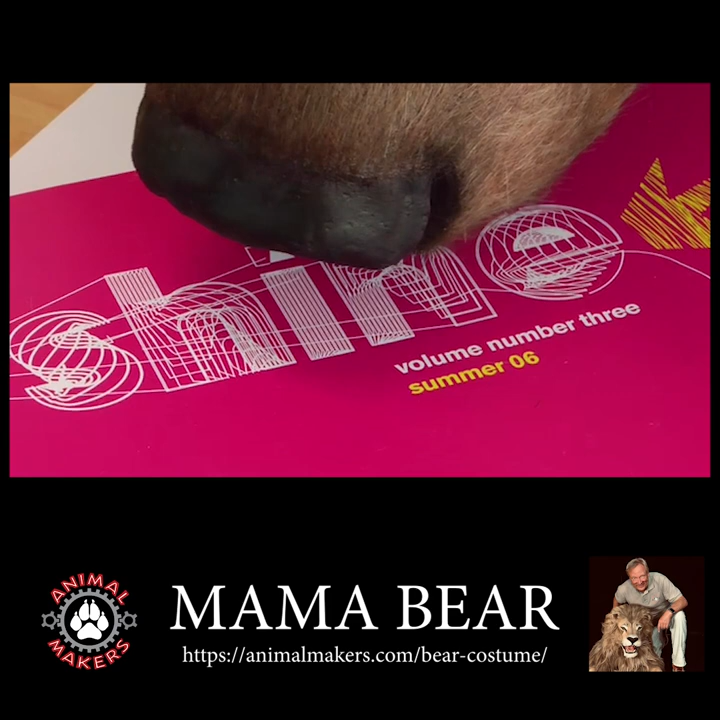 shine
volume number three
summer 06
ANIMAL
MAKERS
MAMA BEAR
https://animalmakers.com/bear-costume/